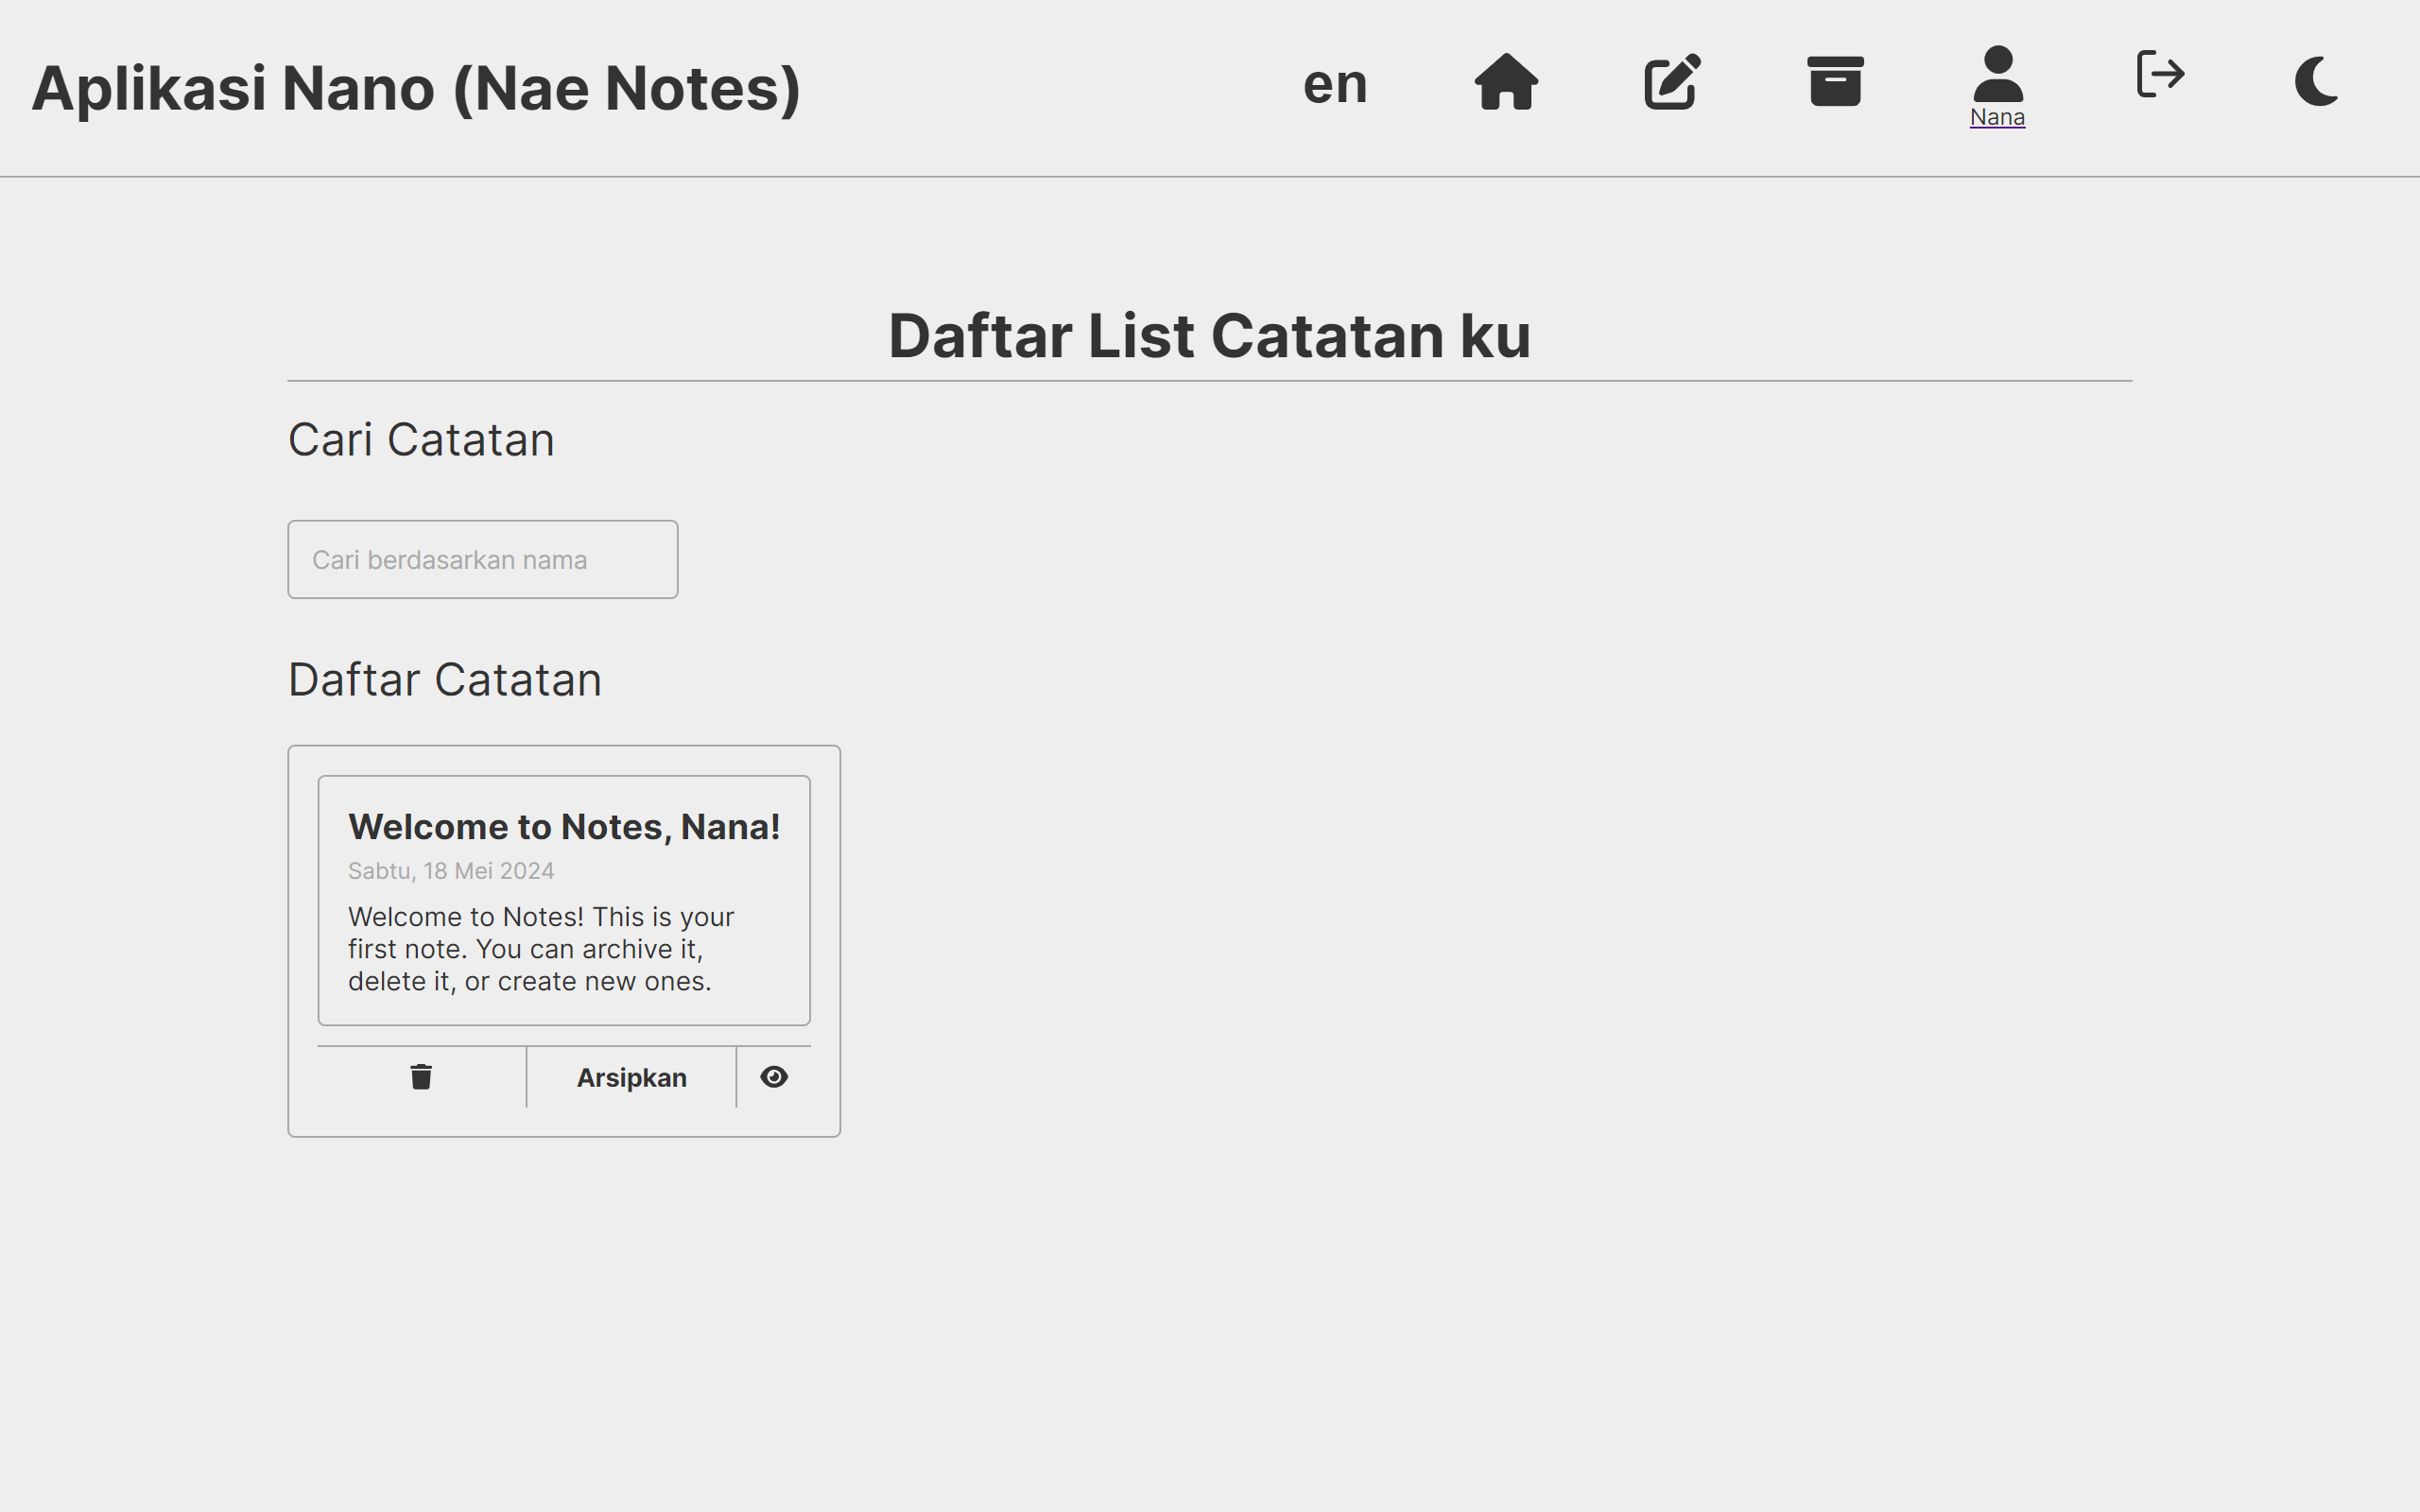 Aplikasi Nano (Nae Notes)
en
Nana
Daftar List Catatan ku
Cari Catatan
Cari berdasarkan nama
Daftar Catatan
Welcome to Notes, Nana!
Sabtu, 18 Mei 2024
Welcome to Notes! This is your
first note. You can archive it,
delete it, or create new ones.
Arsipkan